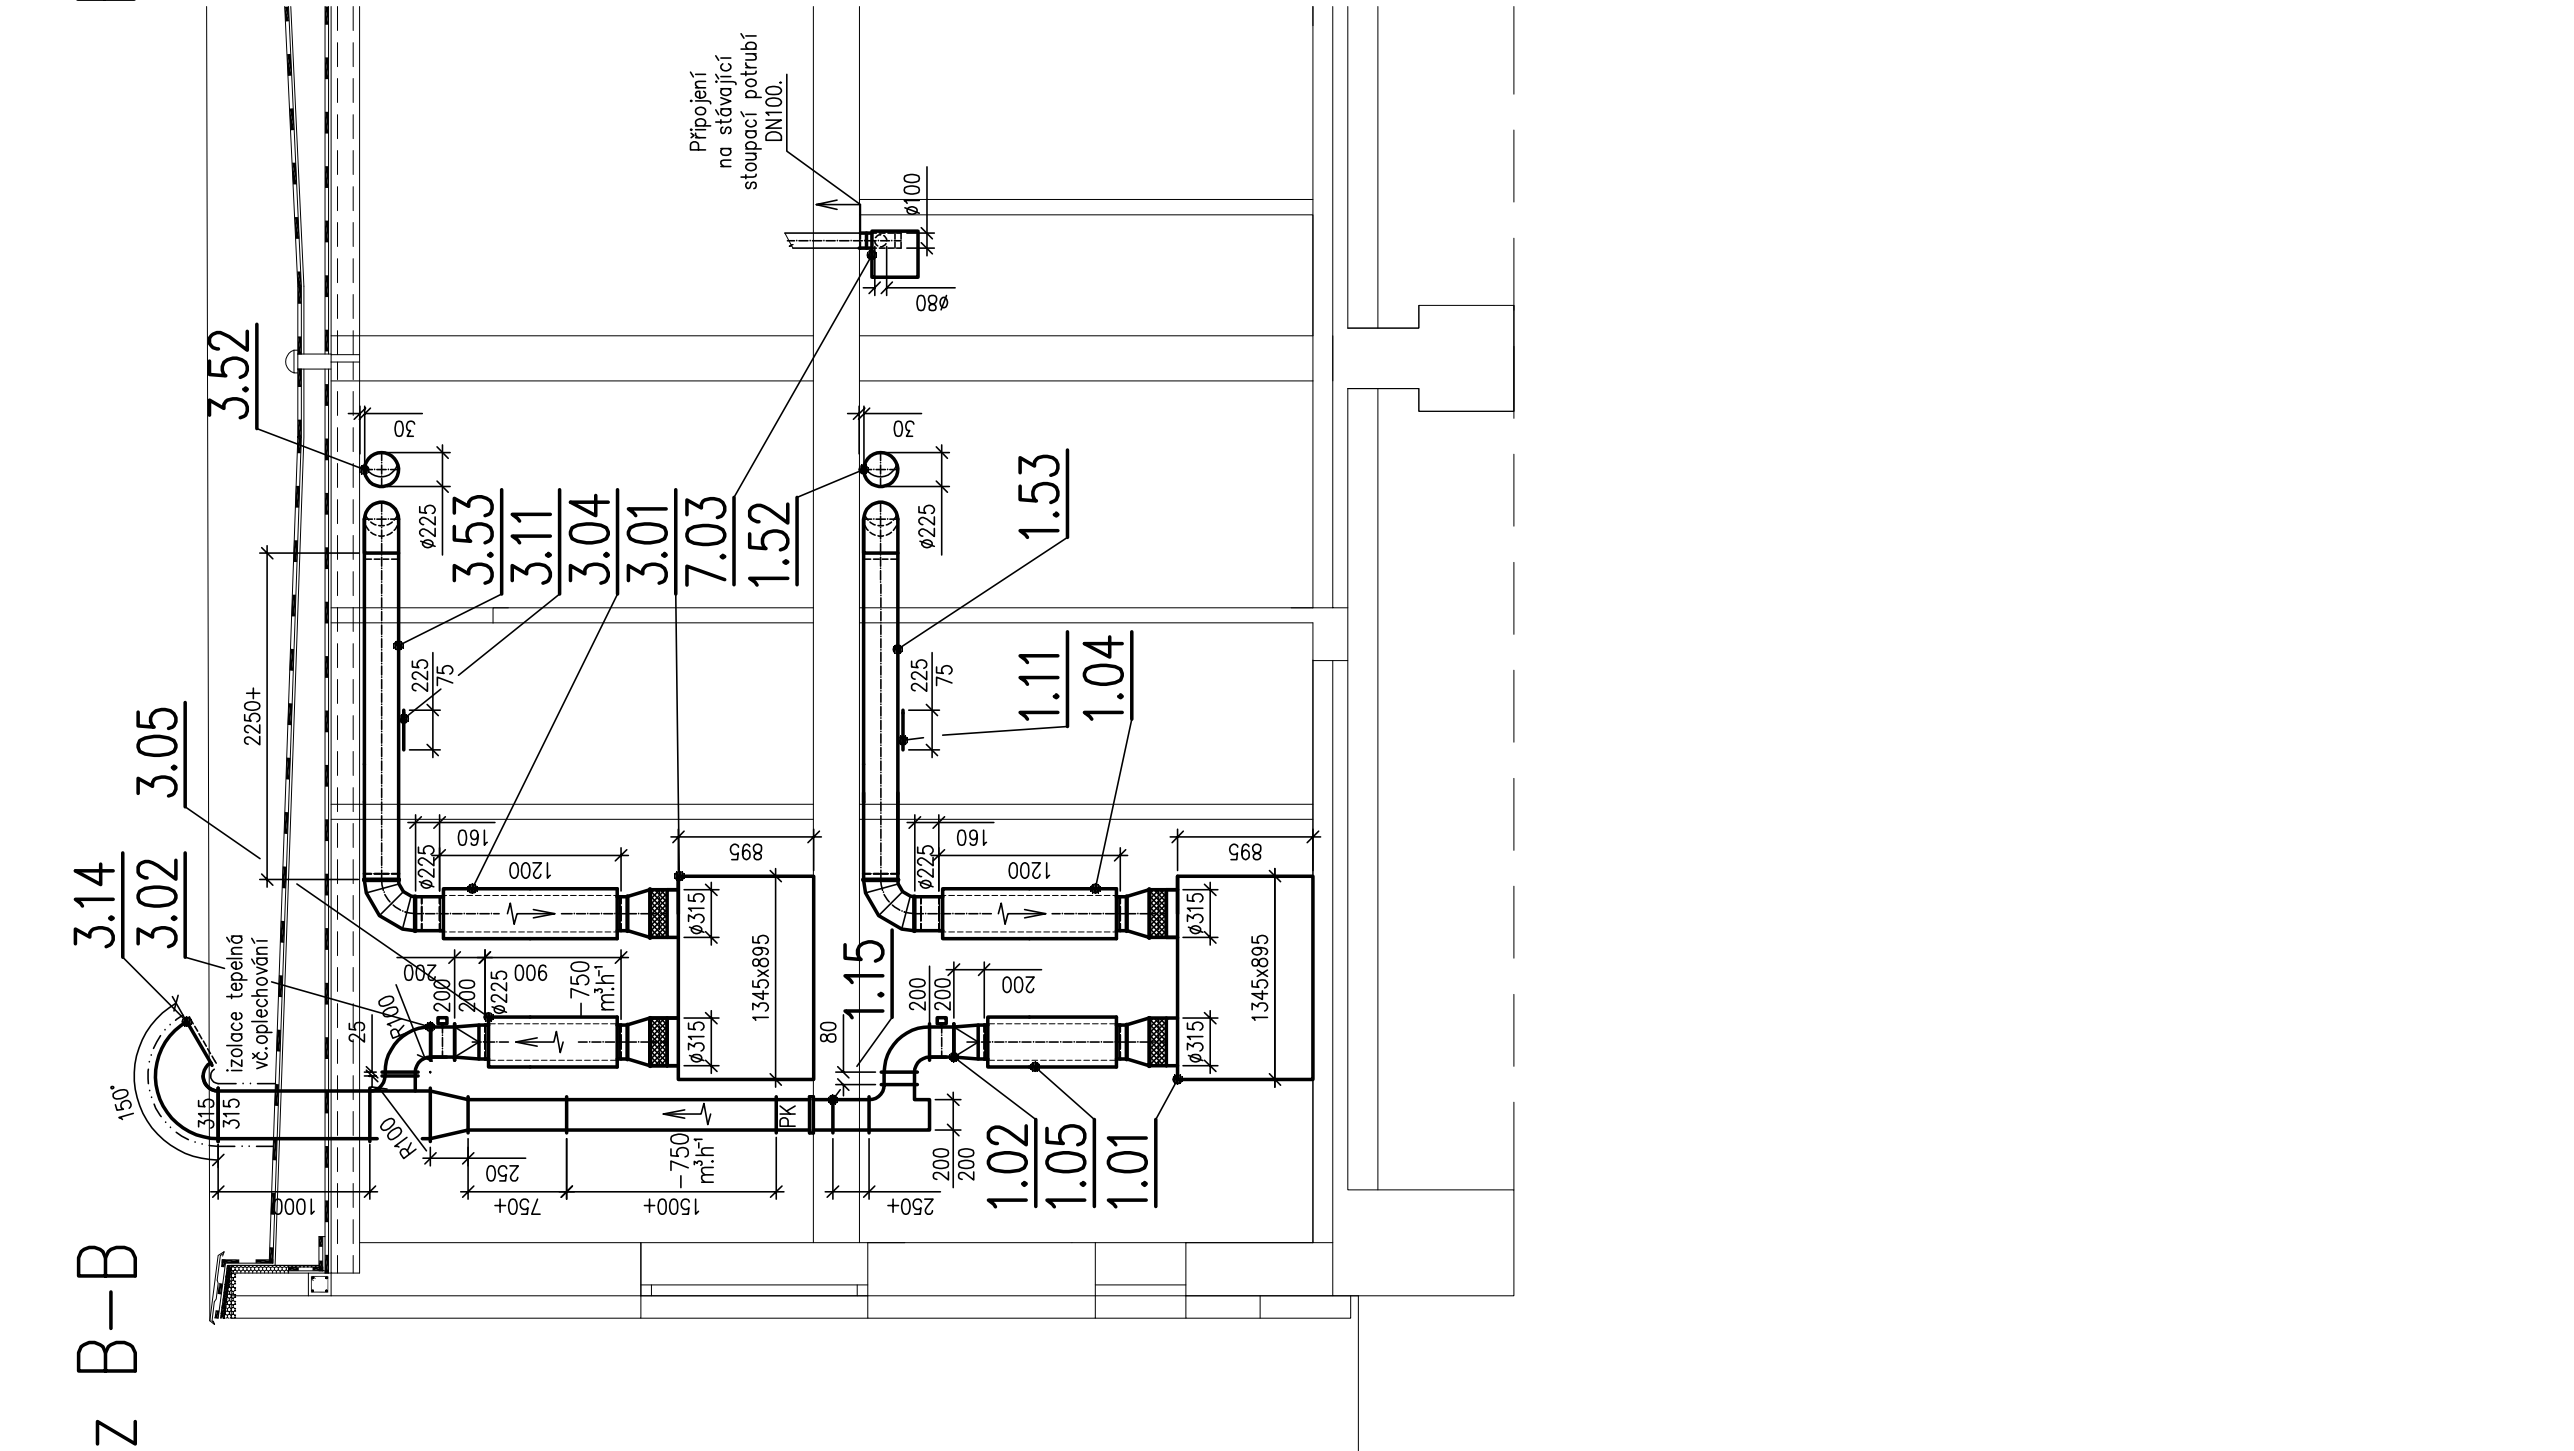 z B–B
3.14
3.02
3.05
3.52
izolace tepelná
vč.oplechování
150°
315
315
1000
R100
R100
25
2250+
30
ø225
3.53
3.11
3.04
3.01
7.03
1.52
225
75
ø225
160
1200
895
200
900
200
200
ø225
–750
m³.h⁻¹
ø315
ø315
1345x895
250
750+
1500+
–750
m³.h⁻¹
PK
250+
Připojení
na stávající
stoupací potrubí
DN100.
ø100
ø80
30
ø225
1.53
225
75
1.11
1.04
ø225
160
1200
895
1.15
80
200
200
200
ø315
ø315
1345x895
200
200
1.02
1.05
1.01